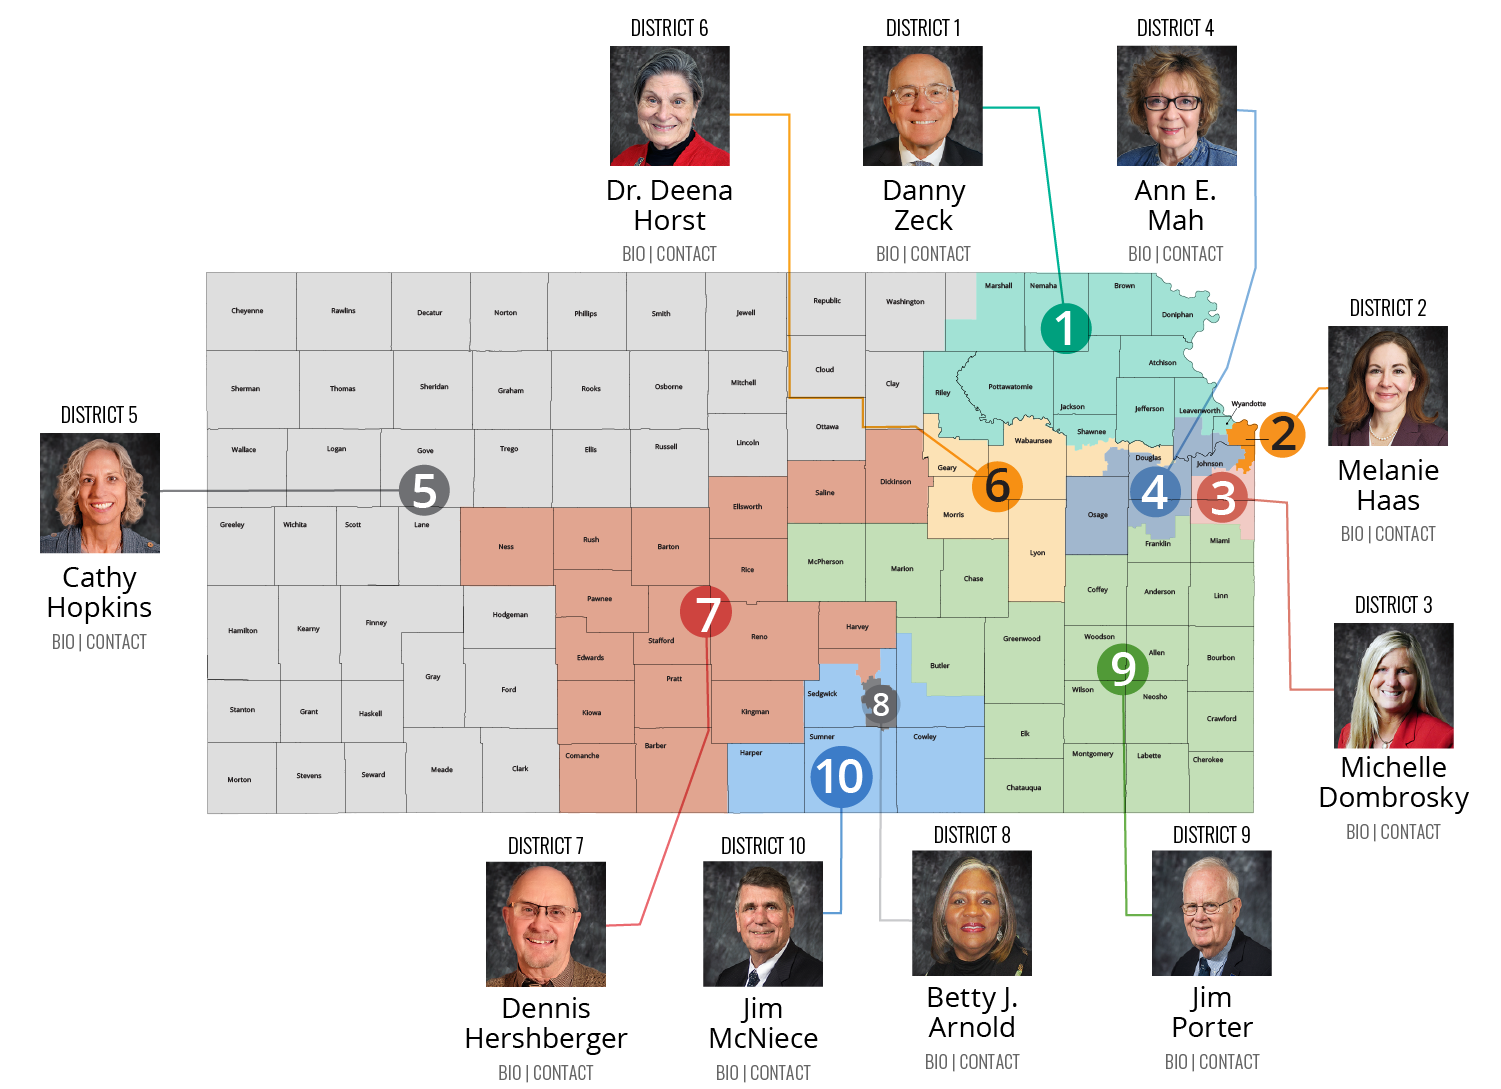 DISTRICT 6
DISTRICT 1
DISTRICT 4
Dr. Deena
Horst
BIO | CONTACT
Danny
Zeck
BIO | CONTACT
Ann E.
Mah
BIO | CONTACT
DISTRICT 2
Melanie
Haas
BIO | CONTACT
DISTRICT 5
Cathy
Hopkins
BIO | CONTACT
DISTRICT 3
Michelle
Dombrosky
BIO | CONTACT
Cheyenne
Rawlins
Decatur
Norton
Phillips
Smith
Jewell
Republic
Washington
Marshall
Nemaha
Brown
Doniphan
1
Sherman
Thomas
Sheridan
Graham
Rooks
Osborne
Mitchell
Cloud
Clay
Riley
Pottawatomie
Jackson
Atchison
Jefferson
Leavenworth
Wyandotte
Shawnee
2
Wallace
Logan
Gove
Trego
Ellis
Russell
Lincoln
Ottawa
Geary
Wabaunsee
Douglas
Johnson
5
Saline
Dickinson
6
4
3
Greeley
Wichita
Scott
Lane
Ness
Rush
Barton
Ellsworth
Morris
Osage
Lyon
Franklin
Miami
Rice
McPherson
Marion
Chase
Coffey
Anderson
Linn
Hamilton
Kearny
Finney
Hodgeman
Pawnee
7
Stafford
Reno
Harvey
Edwards
Greenwood
Woodson
Allen
Bourbon
Gray
Ford
Pratt
Butler
9
Stanton
Grant
Haskell
Kiowa
Kingman
Sedgwick
8
Wilson
Neosho
Crawford
Elk
Morton
Stevens
Seward
Meade
Clark
Comanche
Barber
Harper
Sumner
Cowley
10
Chatauqua
Montgomery
Labette
Cherokee
DISTRICT 7
DISTRICT 10
DISTRICT 8
DISTRICT 9
Dennis
Hershberger
BIO | CONTACT
Jim
McNiece
BIO | CONTACT
Betty J.
Arnold
BIO | CONTACT
Jim
Porter
BIO | CONTACT